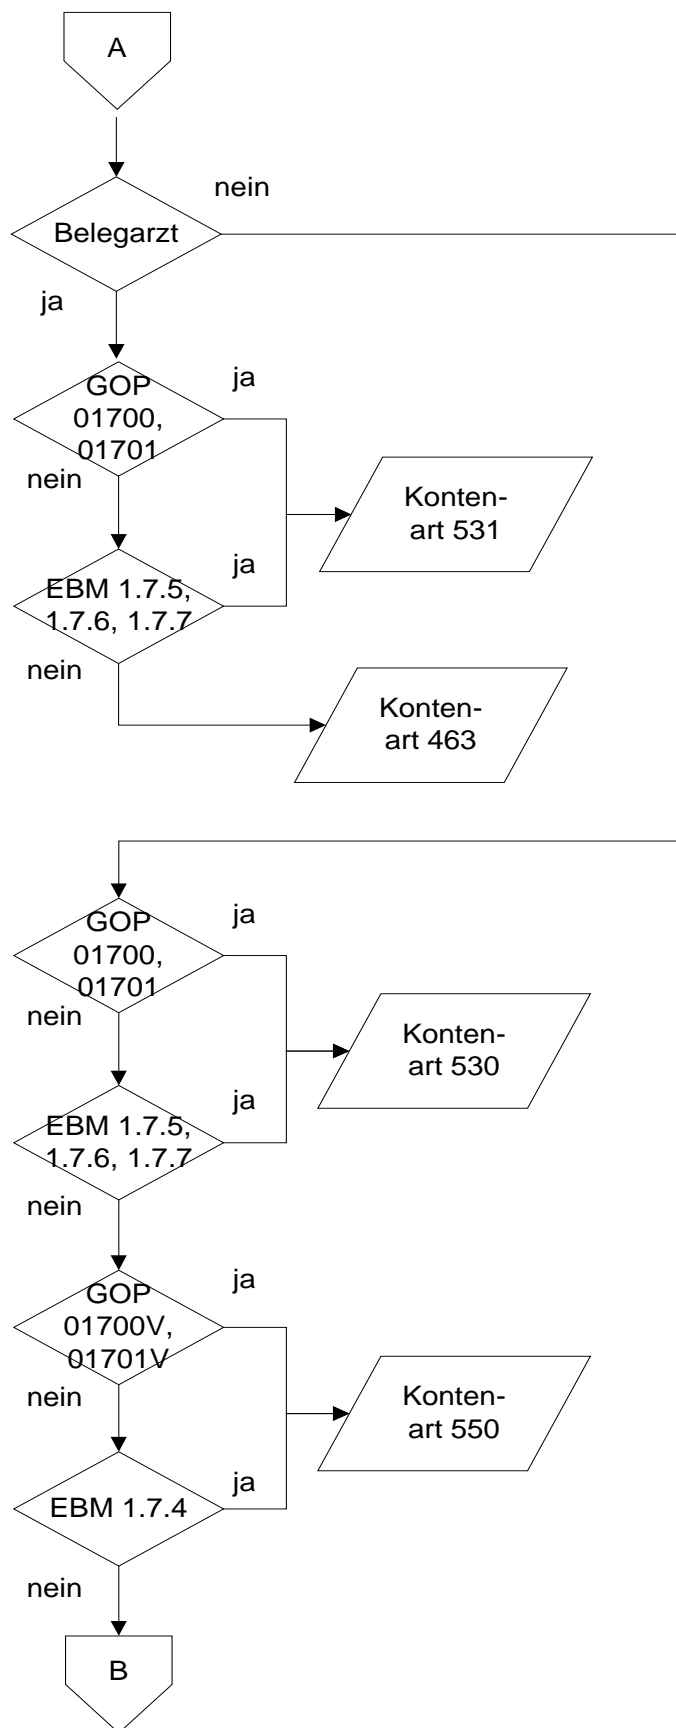 A
nein
Belegarzt
ja
GOP
01700,
01701
ja
nein
Konten-
art 531
EBM 1.7.5,
1.7.6, 1.7.7
ja
nein
Konten-
art 463
GOP
01700,
01701
ja
nein
Konten-
art 530
EBM 1.7.5,
1.7.6, 1.7.7
ja
nein
GOP
01700V,
01701V
ja
nein
Konten-
art 550
EBM 1.7.4
ja
nein
B